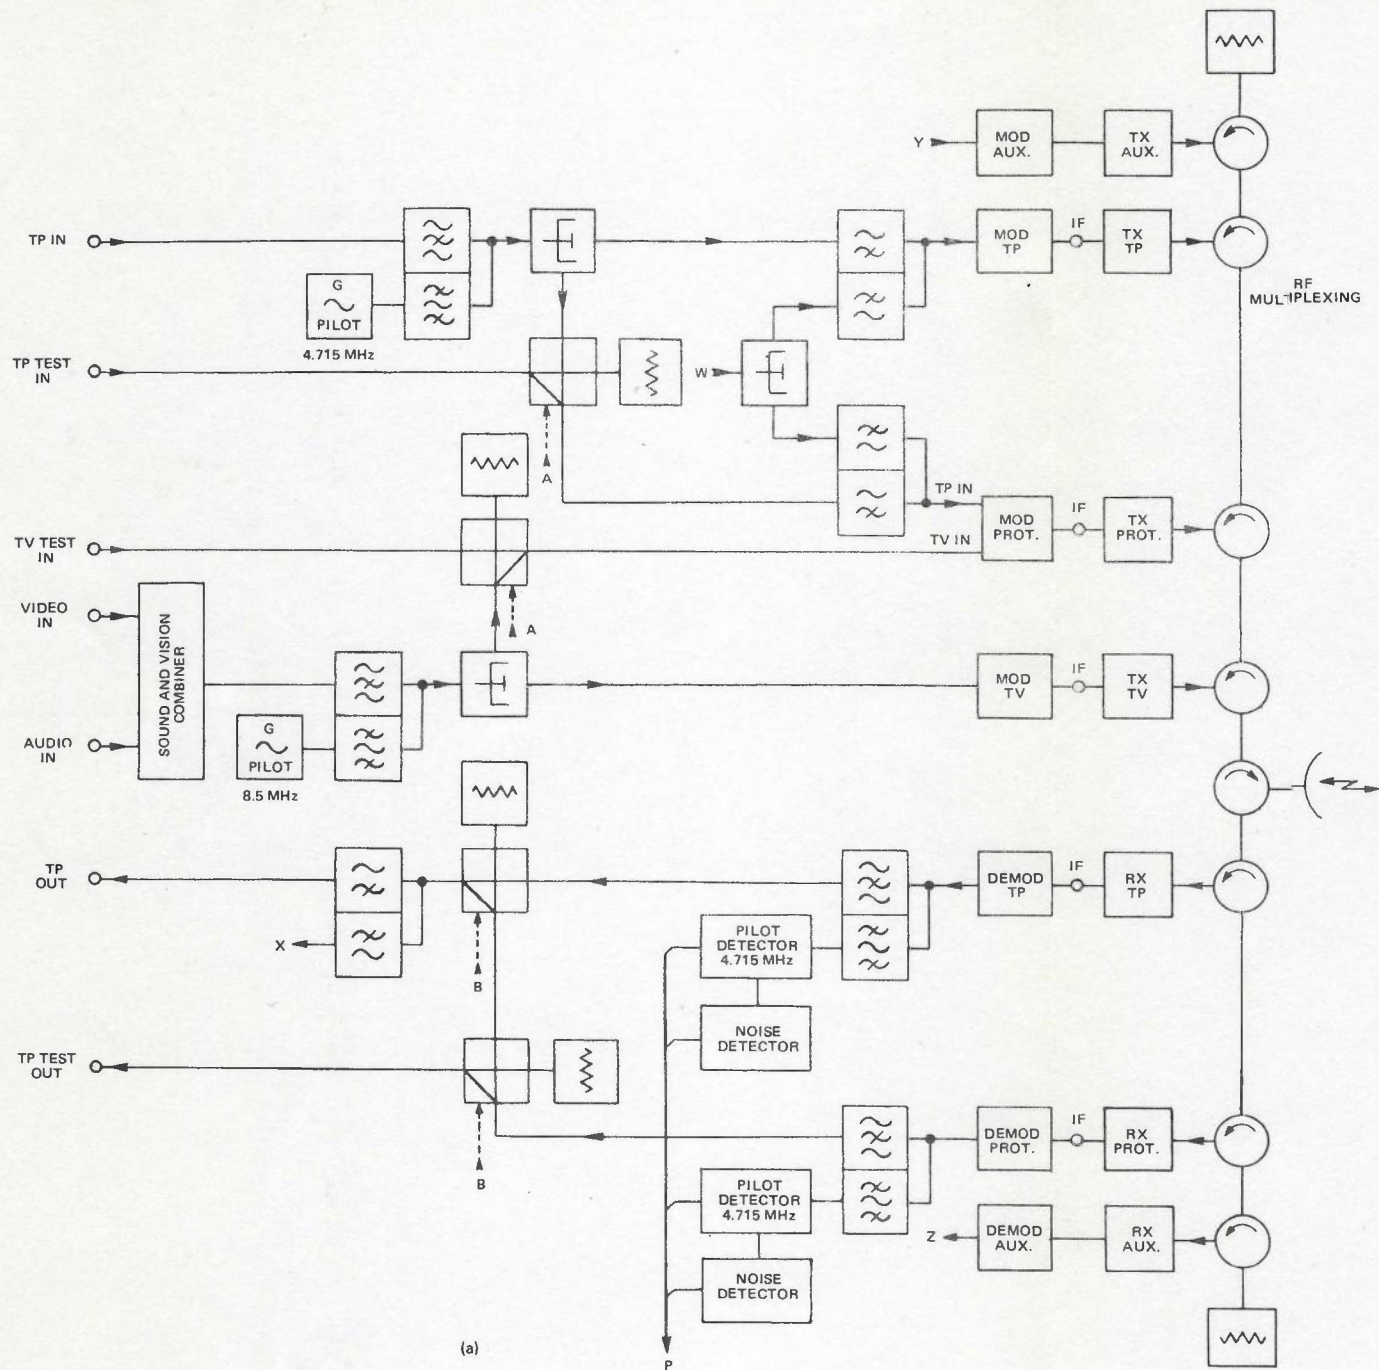 Y
MOD
AUX.
TX
AUX.
TP IN
MOD
TP
IF
TX
TP
RF
MULTIPLEXING
G
PILOT
4.715 MHz
TP TEST
IN
W
A
TP IN
TV IN
MOD
PROT.
IF
TX
PROT.
TV TEST
IN
A
VIDEO
IN
SOUND AND VISION
COMBINER
AUDIO
IN
G
PILOT
8.5 MHz
MOD
TV
IF
TX
TV
TP
OUT
X
B
DEMOD
TP
IF
RX
TP
PILOT
DETECTOR
4.715 MHz
NOISE
DETECTOR
TP TEST
OUT
B
DEMOD
PROT.
IF
RX
PROT.
PILOT
DETECTOR
4.715 MHz
Z
DEMOD
AUX.
RX
AUX.
NOISE
DETECTOR
(a)
P